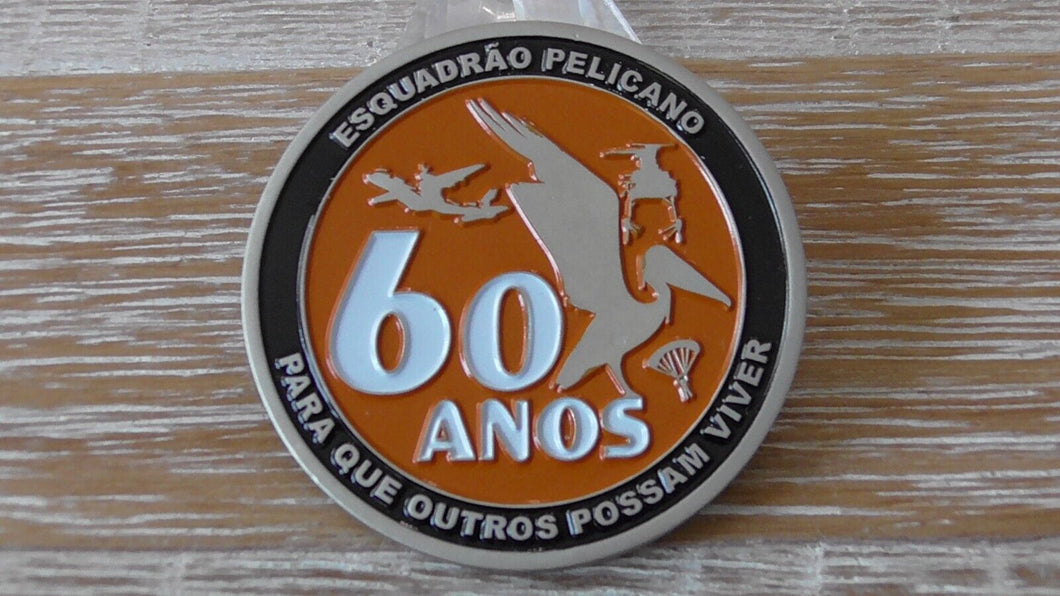 ESQUADRÃO PELICANO
60
ANOS
PARA QUE OUTROS POSSAM VIVER